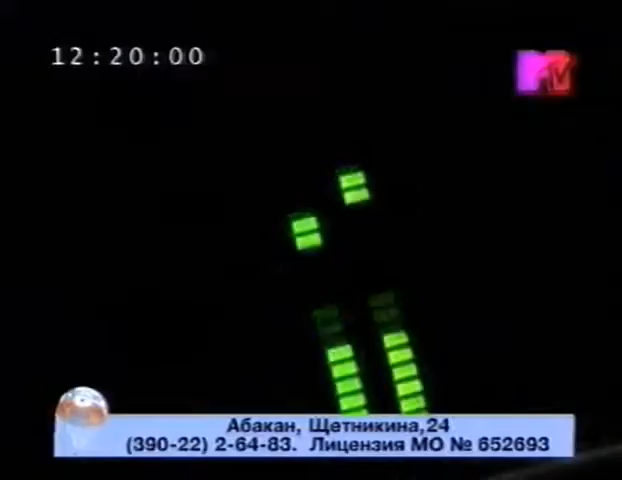 12:20:00
MTV
Абакан, Щетникина,24
(390-22) 2-64-83. Лицензия МО № 652693